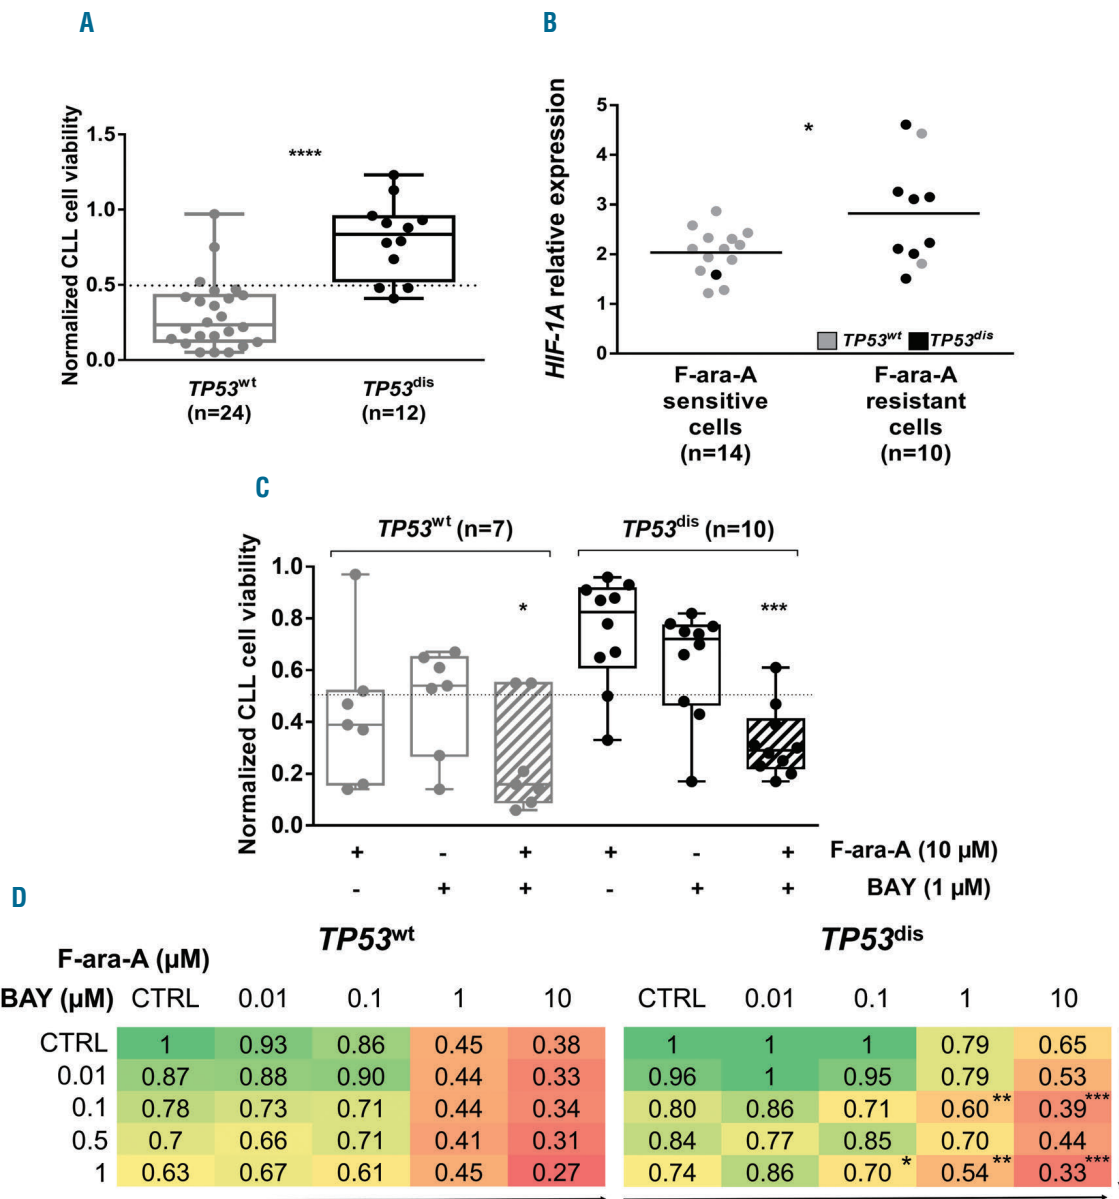 A
B
Normalized CLL cell viability
1.5
1.0
0.5
0.0
****
TP53wt
(n=24)
TP53dis
(n=12)
HIF-1A relative expression
5
4
3
2
1
0
*
TP53wt TP53dis
F-ara-A
sensitive
cells
(n=14)
F-ara-A
resistant
cells
(n=10)
C
TP53wt (n=7)
TP53dis (n=10)
Normalized CLL cell viability
1.0
0.8
0.6
0.4
0.2
0.0
*
***
+ - + + - + F-ara-A (10 µM)
- + + - + + BAY (1 µM)
D
TP53wt
TP53dis
F-ara-A (µM)
BAY (µM) CTRL 0.01 0.1 1 10 CTRL 0.01 0.1 1 10
CTRL 1 0.93 0.86 0.45 0.38 1 1 1 0.79 0.65
0.01 0.87 0.88 0.90 0.44 0.33 0.96 1 0.95 0.79 0.53
0.1 0.78 0.73 0.71 0.44 0.34 0.80 0.86 0.71 0.60** 0.39***
0.5 0.7 0.66 0.71 0.41 0.31 0.84 0.77 0.85 0.70 0.44
1 0.63 0.67 0.61 0.45 0.27 0.74 0.86 0.70* 0.54** 0.33***